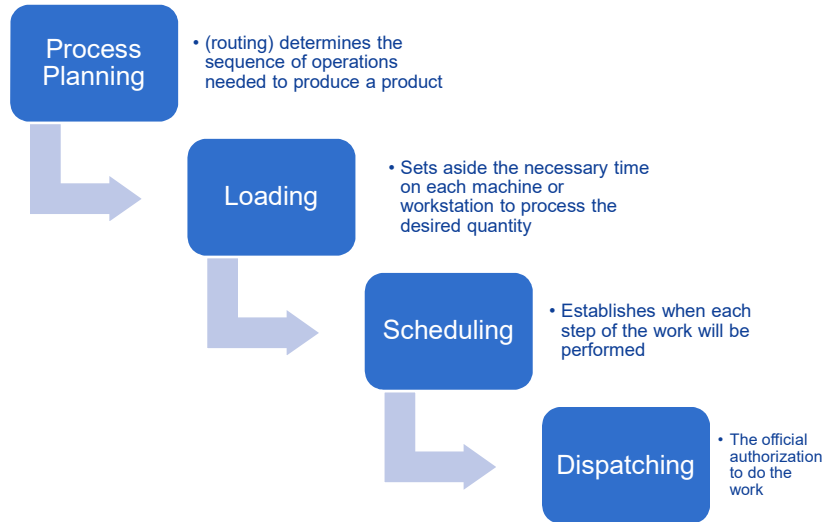 Process
Planning
• (routing) determines the
sequence of operations
needed to produce a product
Loading
• Sets aside the necessary time
on each machine or
workstation to process the
desired quantity
Scheduling
• Establishes when each
step of the work will be
performed
Dispatching
• The official
authorization
to do the
work